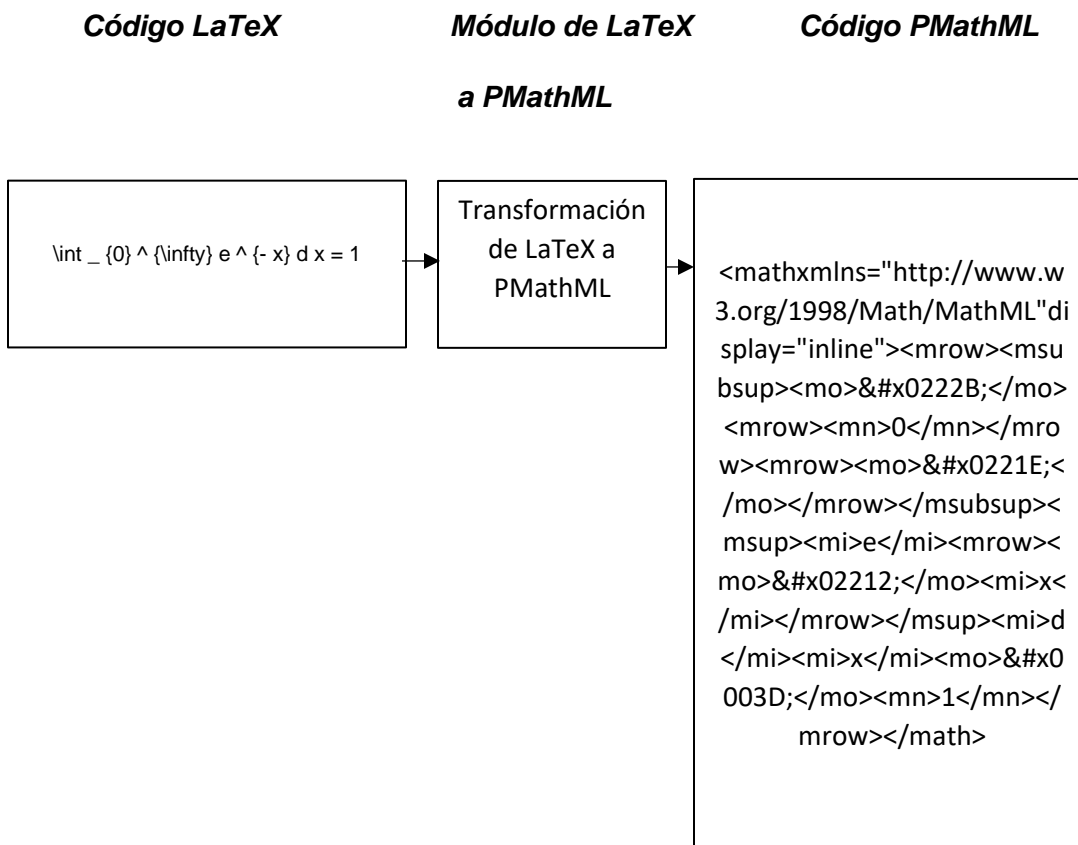 Código LaTeX
Módulo de LaTeX
a PMathML
Código PMathML
\int _ {0} ^ {\infty} e ^ {- x} d x = 1
Transformación
de LaTeX a
PMathML
<mathxmlns="http://www.w
3.org/1998/Math/MathML"di
splay="inline"><mrow><msu
bsup><mo>&#x0222B;</mo>
<mrow><mn>0</mn></mro
w><mrow><mo>&#x0221E;<
/mo></mrow></msubsup><
msup><mi>e</mi><mrow><
mo>&#x02212;</mo><mi>x<
/mi></mrow></msup><mi>d
</mi><mi>x</mi><mo>&#x0
003D;</mo><mn>1</mn></
mrow></math>